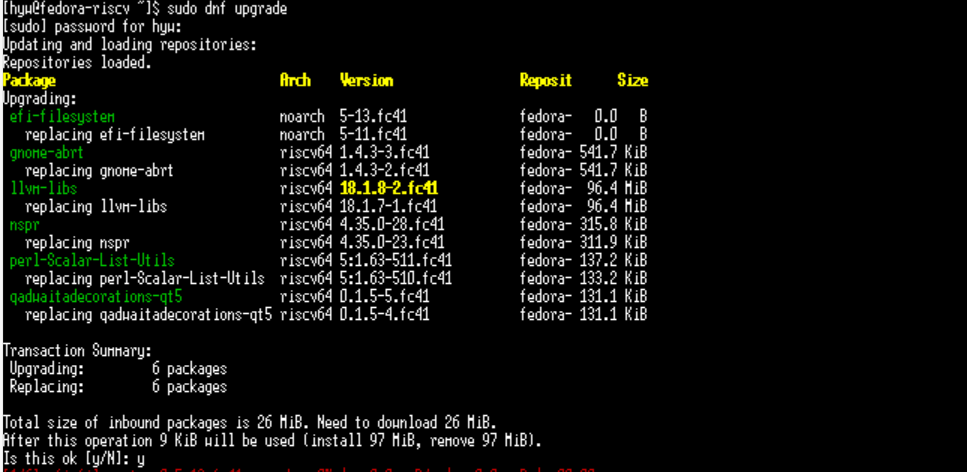 [hyw@fedora-riscv ~]$ sudo dnf upgrade
[sudo] password for hyw:
Updating and loading repositories:
Repositories loaded.
Package Arch Version Reposit Size
Upgrading:
efi-filesystem noarch 5-13.fc41 fedora- 0.0 B
replacing efi-filesystem noarch 5-11.fc41 fedora- 0.0 B
gnome-abrt riscv64 1.4.3-3.fc41 fedora- 541.7 KiB
replacing gnome-abrt riscv64 1.4.3-2.fc41 fedora- 541.7 KiB
llvm-libs riscv64 18.1.8-2.fc41 fedora- 96.4 MiB
replacing llvm-libs riscv64 18.1.7-1.fc41 fedora- 96.4 MiB
nspr riscv64 4.35.0-28.fc41 fedora- 315.8 KiB
replacing nspr riscv64 4.35.0-23.fc41 fedora- 311.9 KiB
perl-Scalar-List-Utils riscv64 5:1.63-511.fc41 fedora- 137.2 KiB
replacing perl-Scalar-List-Utils riscv64 5:1.63-510.fc41 fedora- 133.2 KiB
qadwaitadecorations-qt5 riscv64 0.1.5-5.fc41 fedora- 131.1 KiB
replacing qadwaitadecorations-qt5 riscv64 0.1.5-4.fc41 fedora- 131.1 KiB
Transaction Summary:
Upgrading: 6 packages
Replacing: 6 packages
Total size of inbound packages is 26 MiB. Need to download 26 MiB.
After this operation 9 KiB will be used (install 97 MiB, remove 97 MiB).
Is this ok [y/N]: y